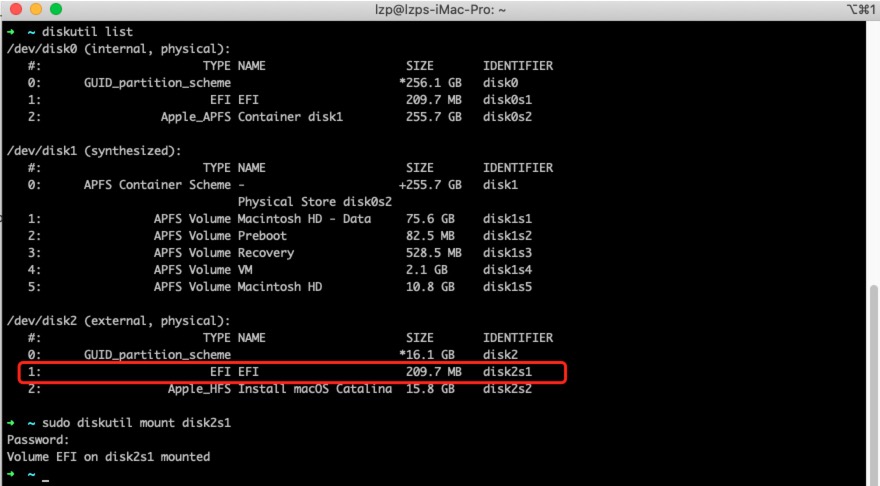 lzp@lzps-iMac-Pro: ~ ⌥⌘1
➜ ~ diskutil list
/dev/disk0 (internal, physical):
#: TYPE NAME SIZE IDENTIFIER
0: GUID_partition_scheme *256.1 GB disk0
1: EFI EFI 209.7 MB disk0s1
2: Apple_APFS Container disk1 255.7 GB disk0s2
/dev/disk1 (synthesized):
#: TYPE NAME SIZE IDENTIFIER
0: APFS Container Scheme - +255.7 GB disk1
Physical Store disk0s2
1: APFS Volume Macintosh HD - Data 75.6 GB disk1s1
2: APFS Volume Preboot 82.5 MB disk1s2
3: APFS Volume Recovery 528.5 MB disk1s3
4: APFS Volume VM 2.1 GB disk1s4
5: APFS Volume Macintosh HD 10.8 GB disk1s5
/dev/disk2 (external, physical):
#: TYPE NAME SIZE IDENTIFIER
0: GUID_partition_scheme *16.1 GB disk2
1: EFI EFI 209.7 MB disk2s1
2: Apple_HFS Install macOS Catalina 15.8 GB disk2s2
➜ ~ sudo diskutil mount disk2s1
Password:
Volume EFI on disk2s1 mounted
➜ ~ _